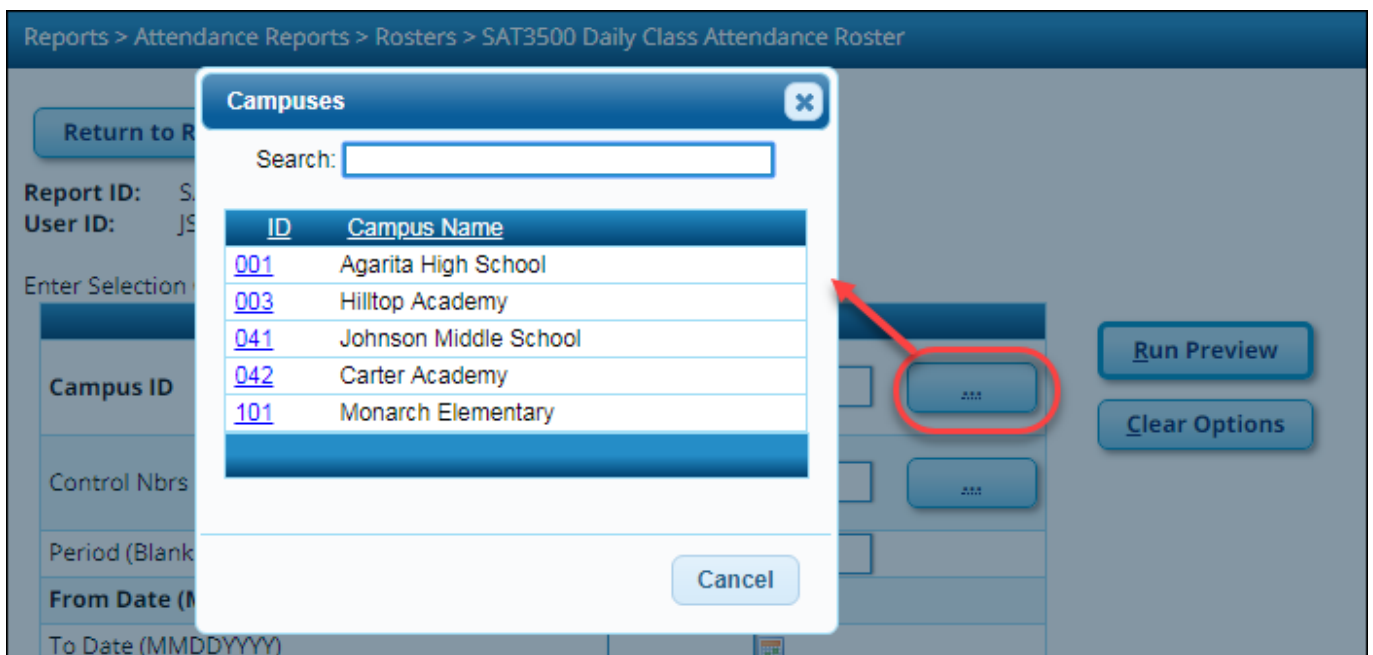 Reports > Attendance Reports > Rosters > SAT3500 Daily Class Attendance Roster
Campuses
Return to R
Search:
Report ID: S
User ID: JS
ID Campus Name
001 Agarita High School
Enter Selection
003 Hilltop Academy
041 Johnson Middle School
Run Preview
042 Carter Academy
Campus ID
...
101 Monarch Elementary
Clear Options
Control Nbrs
...
Period (Blank
Cancel
From Date (M
To Date (MMDDYYYY)